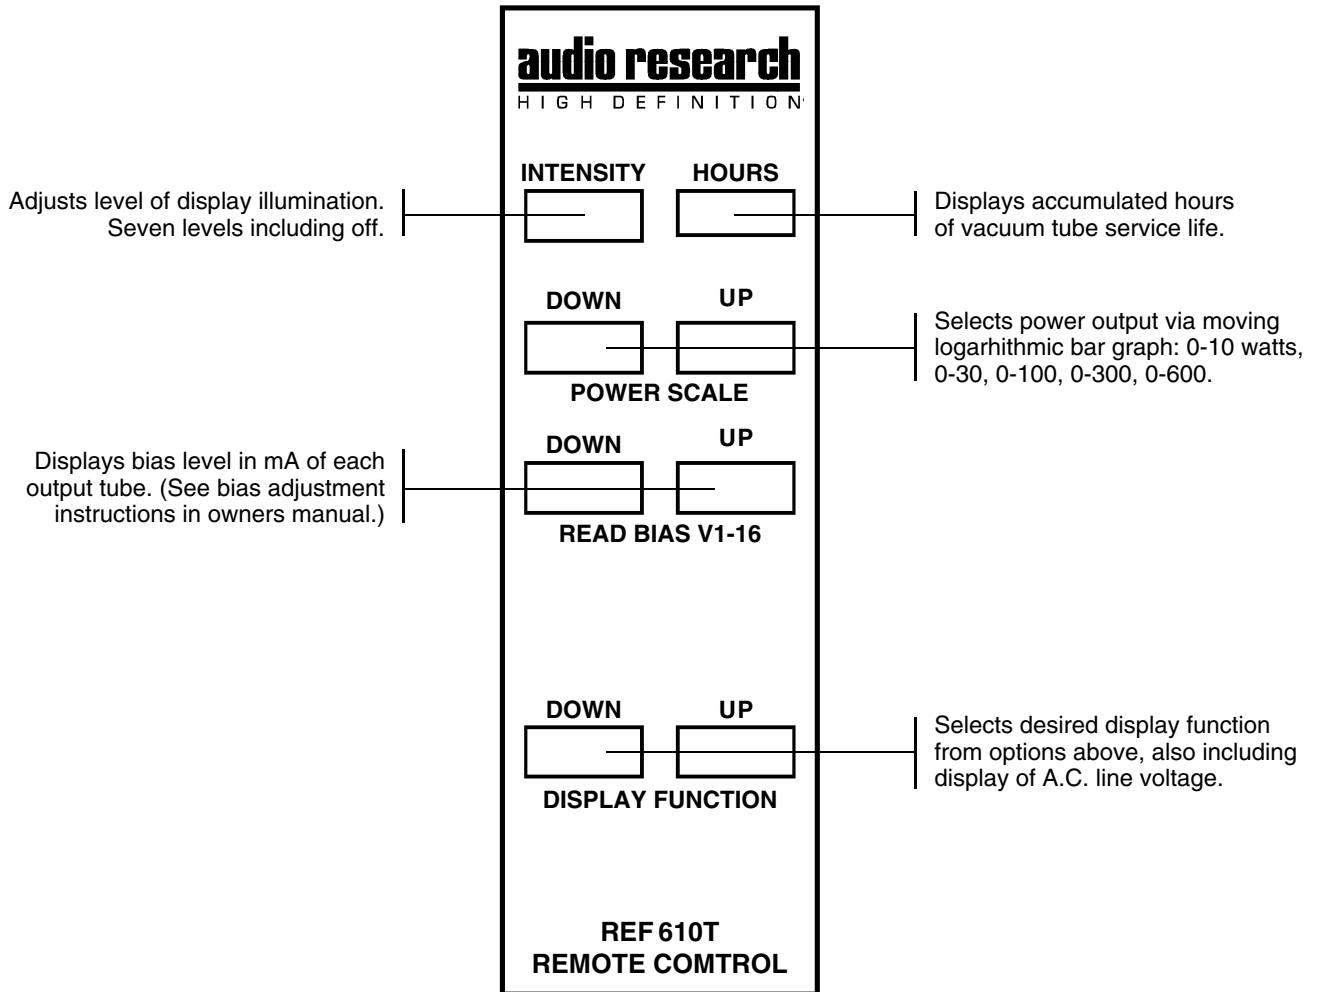 audio research
HIGH DEFINITION
INTENSITY
HOURS
Adjusts level of display illumination.
Seven levels including off.
Displays accumulated hours
of vacuum tube service life.
DOWN
UP
POWER SCALE
Selects power output via moving
logarhithmic bar graph: 0-10 watts,
0-30, 0-100, 0-300, 0-600.
DOWN
UP
READ BIAS V1-16
Displays bias level in mA of each
output tube. (See bias adjustment
instructions in owners manual.)
DOWN
UP
DISPLAY FUNCTION
Selects desired display function
from options above, also including
display of A.C. line voltage.
REF 610T
REMOTE COMTROL